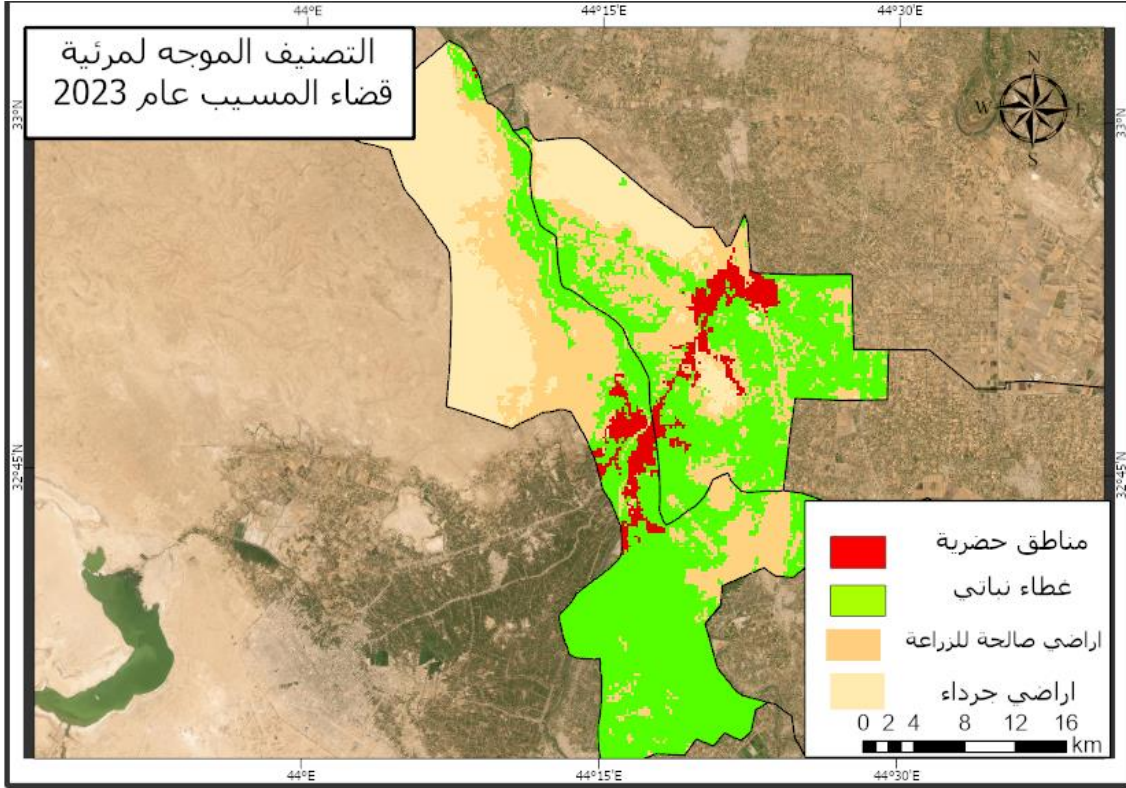 44°E 44°15'E 44°30'E
التصنيف الموجه لمرئية
قضاء المسيب عام 2023
N
W E
S
33°N 33°N
32°45'N 32°45'N
مناطق حضرية
غطاء نباتي
اراضي صالحة للزراعة
اراضي جرداء
0 2 4 8 12 16
km
44°E 44°15'E 44°30'E